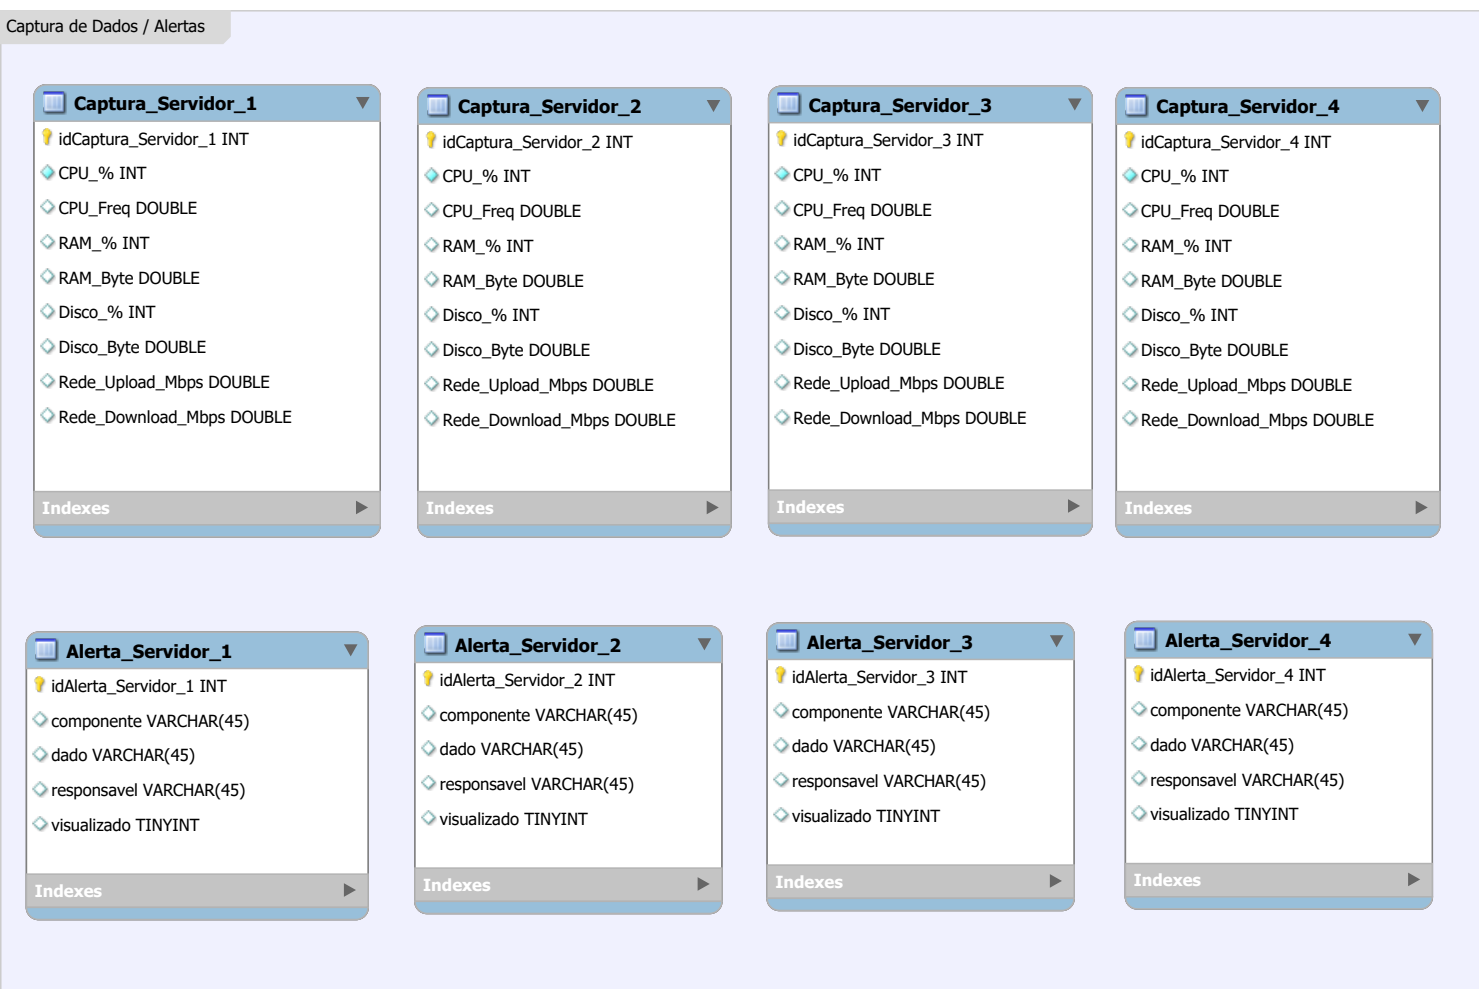 Captura de Dados / Alertas
Captura_Servidor_1
idCaptura_Servidor_1 INT
CPU_% INT
CPU_Freq DOUBLE
RAM_% INT
RAM_Byte DOUBLE
Disco_% INT
Disco_Byte DOUBLE
Rede_Upload_Mbps DOUBLE
Rede_Download_Mbps DOUBLE
Indexes
Captura_Servidor_2
idCaptura_Servidor_2 INT
CPU_% INT
CPU_Freq DOUBLE
RAM_% INT
RAM_Byte DOUBLE
Disco_% INT
Disco_Byte DOUBLE
Rede_Upload_Mbps DOUBLE
Rede_Download_Mbps DOUBLE
Indexes
Captura_Servidor_3
idCaptura_Servidor_3 INT
CPU_% INT
CPU_Freq DOUBLE
RAM_% INT
RAM_Byte DOUBLE
Disco_% INT
Disco_Byte DOUBLE
Rede_Upload_Mbps DOUBLE
Rede_Download_Mbps DOUBLE
Indexes
Captura_Servidor_4
idCaptura_Servidor_4 INT
CPU_% INT
CPU_Freq DOUBLE
RAM_% INT
RAM_Byte DOUBLE
Disco_% INT
Disco_Byte DOUBLE
Rede_Upload_Mbps DOUBLE
Rede_Download_Mbps DOUBLE
Indexes
Alerta_Servidor_1
idAlerta_Servidor_1 INT
componente VARCHAR(45)
dado VARCHAR(45)
responsavel VARCHAR(45)
visualizado TINYINT
Indexes
Alerta_Servidor_2
idAlerta_Servidor_2 INT
componente VARCHAR(45)
dado VARCHAR(45)
responsavel VARCHAR(45)
visualizado TINYINT
Indexes
Alerta_Servidor_3
idAlerta_Servidor_3 INT
componente VARCHAR(45)
dado VARCHAR(45)
responsavel VARCHAR(45)
visualizado TINYINT
Indexes
Alerta_Servidor_4
idAlerta_Servidor_4 INT
componente VARCHAR(45)
dado VARCHAR(45)
responsavel VARCHAR(45)
visualizado TINYINT
Indexes